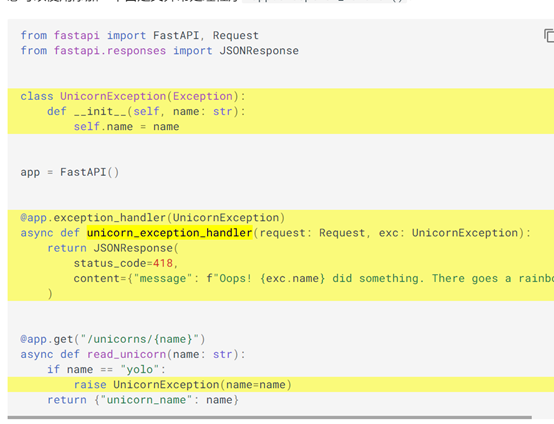 from fastapi import FastAPI, Request
from fastapi.responses import JSONResponse
class UnicornException(Exception):
    def __init__(self, name: str):
        self.name = name
app = FastAPI()
@app.exception_handler(UnicornException)
async def unicorn_exception_handler(request: Request, exc: UnicornException):
    return JSONResponse(
        status_code=418,
        content={"message": f"Oops! {exc.name} did something. There goes a rainbo
    )
@app.get("/unicorns/{name}")
async def read_unicorn(name: str):
    if name == "yolo":
        raise UnicornException(name=name)
    return {"unicorn_name": name}